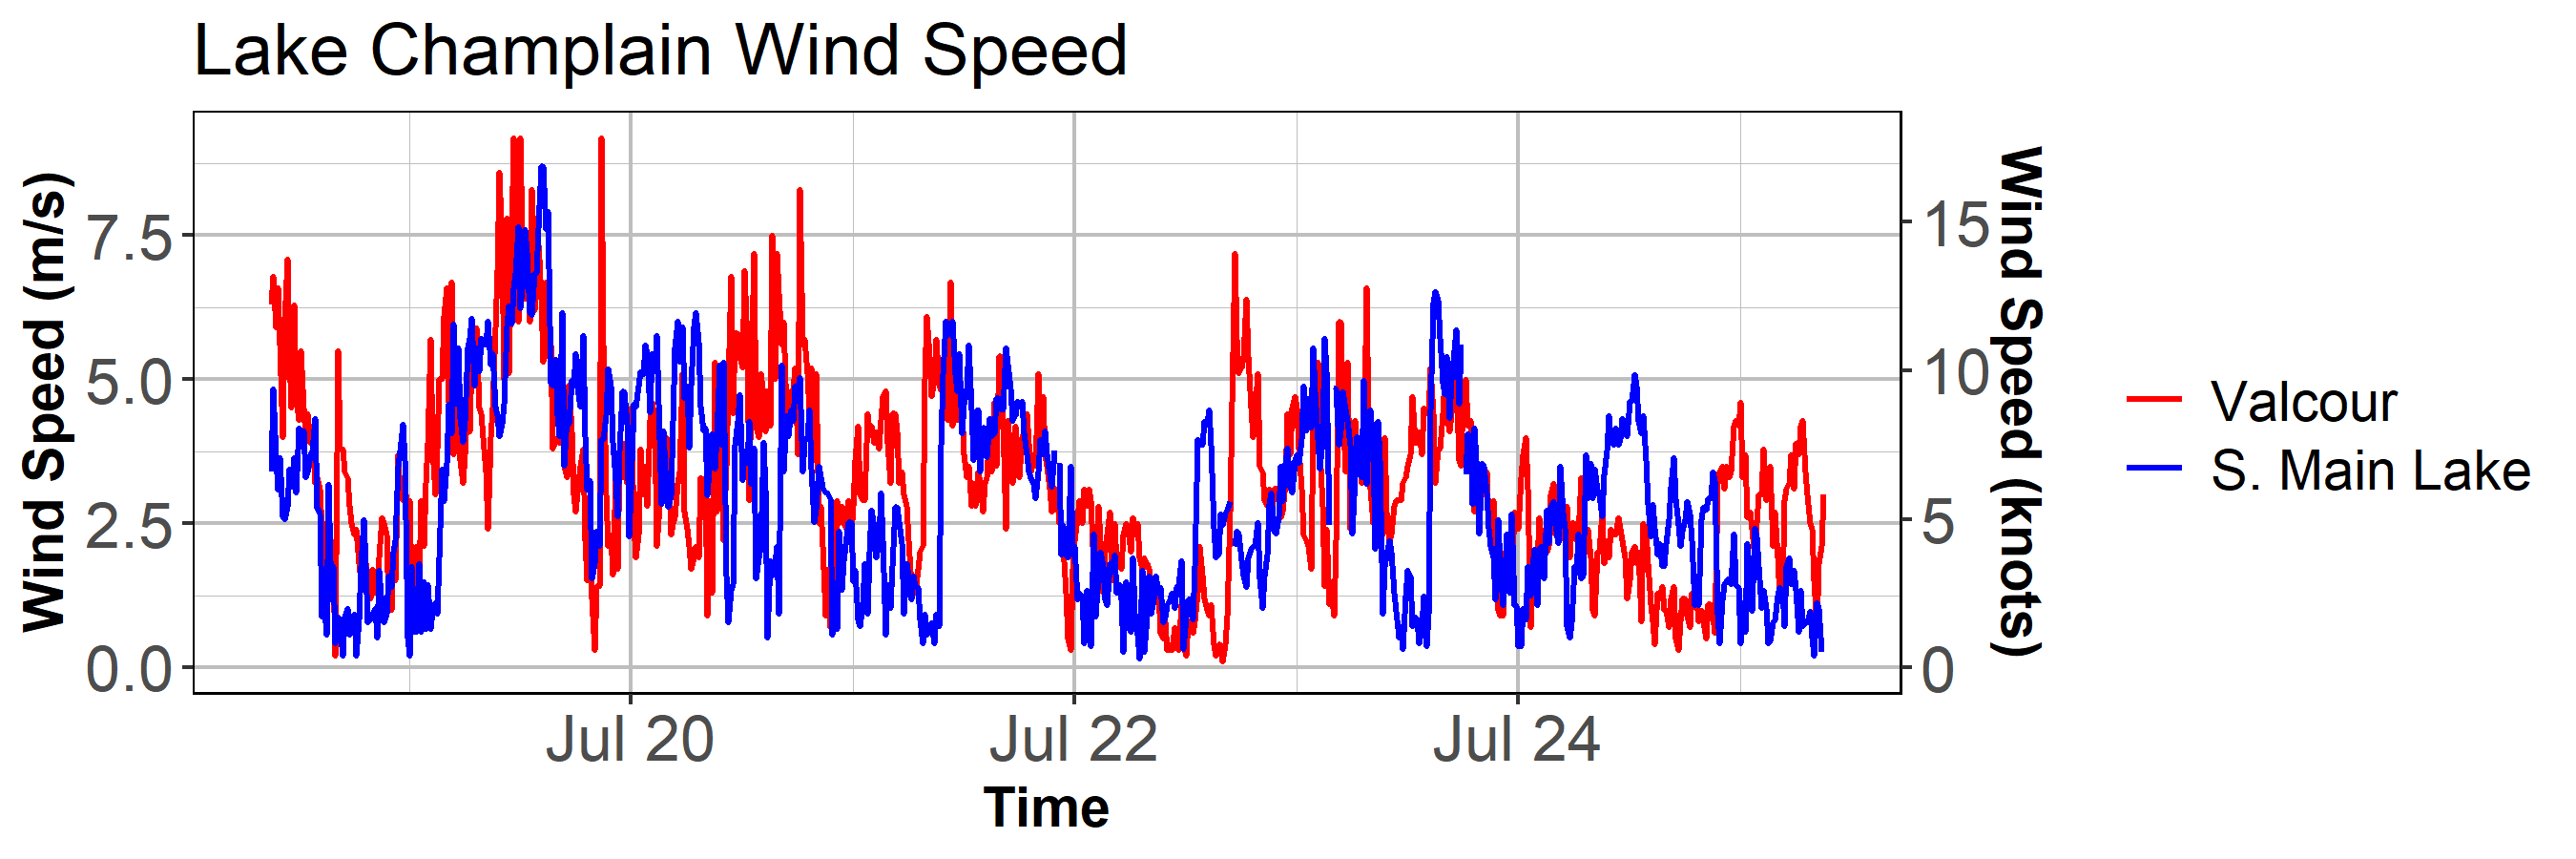 Lake Champlain Wind Speed
Wind Speed (m/s)
7.5
5.0
2.5
0.0
15
10
5
0
Wind Speed (knots)
Jul 20
Jul 22
Jul 24
Time
Valcour
S. Main Lake